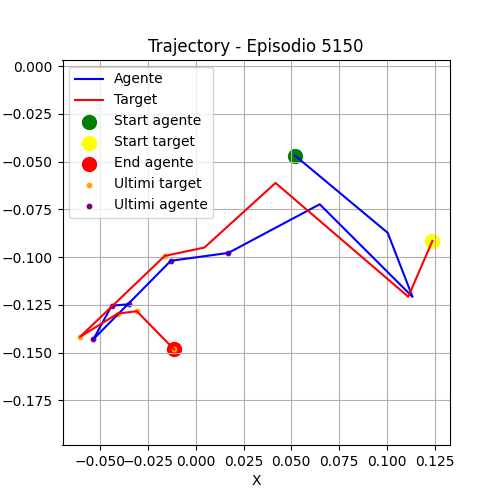 Trajectory - Episodio 5150
0.000
−0.025
−0.050
−0.075
−0.100
−0.125
−0.150
−0.175
Agente
Target
Start agente
Start target
End agente
Ultimi target
Ultimi agente
−0.050 −0.025 0.000 0.025 0.050 0.075 0.100 0.125
X